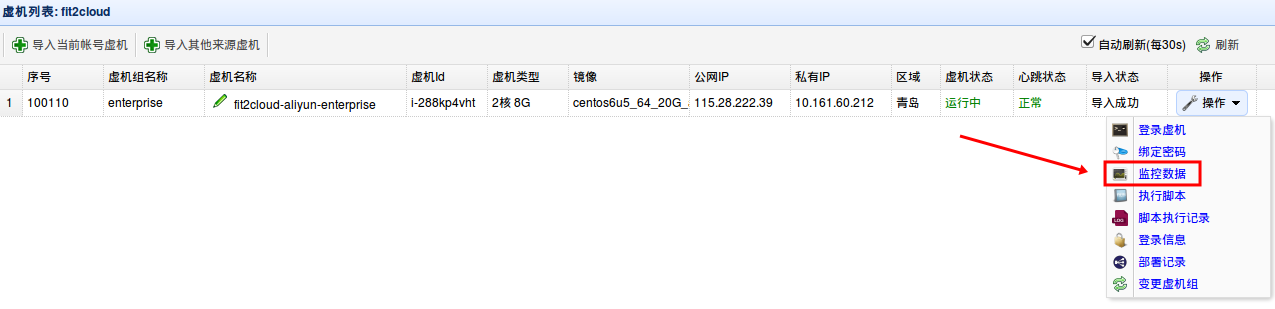 虚机列表: fit2cloud
导入当前帐号虚机 导入其他来源虚机 自动刷新(每30s) 刷新
序号 虚机组名称 虚机名称 虚机Id 虚机类型 镜像 公网IP 私有IP 区域 虚机状态 心跳状态 导入状态 操作
1 100110 enterprise fit2cloud-aliyun-enterprise i-288kp4vht 2核 8G centos6u5_64_20G_ 115.28.222.39 10.161.60.212 青岛 运行中 正常 导入成功 操作
登录虚机
绑定密码
监控数据
执行脚本
脚本执行记录
登录信息
部署记录
变更虚机组